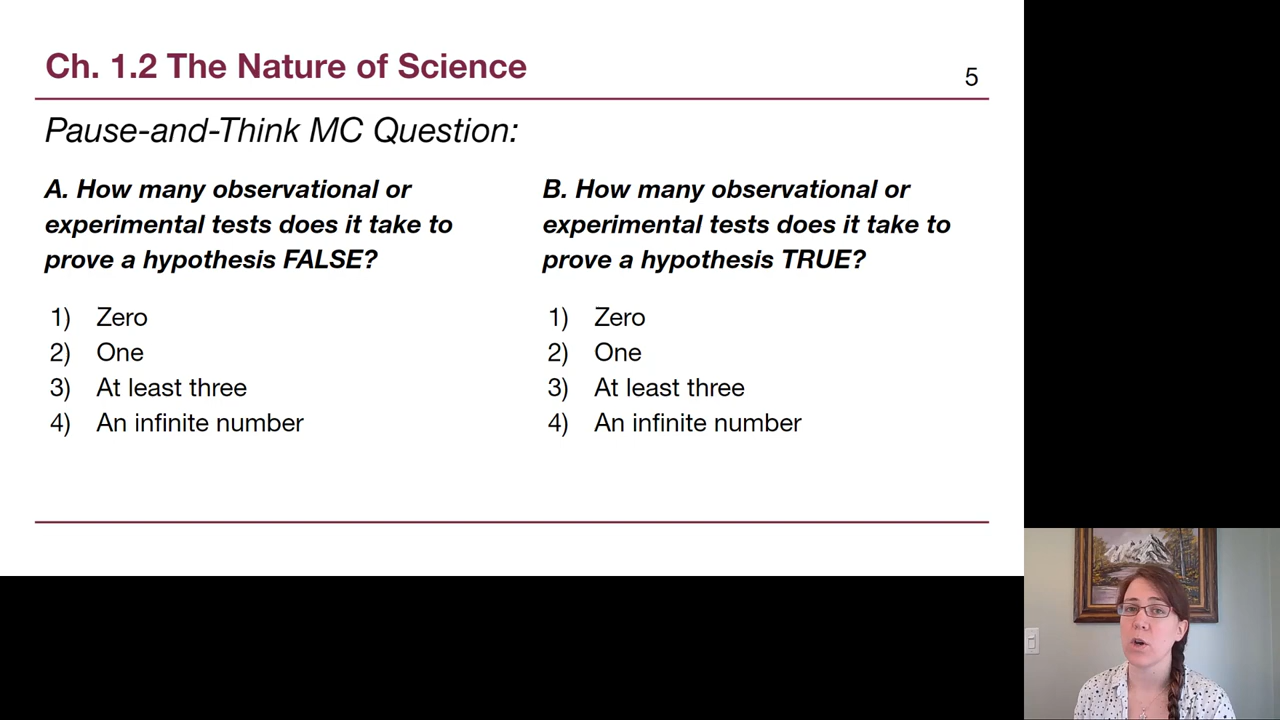 Ch. 1.2 The Nature of Science
5
Pause-and-Think MC Question:
A. How many observational or
experimental tests does it take to
prove a hypothesis FALSE?
1) Zero
2) One
3) At least three
4) An infinite number
B. How many observational or
experimental tests does it take to
prove a hypothesis TRUE?
1) Zero
2) One
3) At least three
4) An infinite number